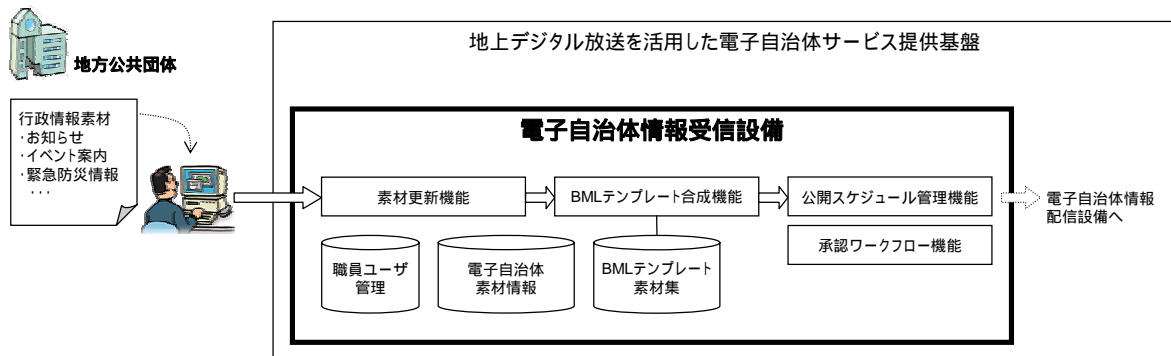 地上デジタル放送を活用した電子自治体サービス提供基盤
地方公共団体
行政情報素材
・お知らせ
・イベント案内
・緊急防災情報
・・・
電子自治体情報受信設備
素材更新機能
BMLテンプレート合成機能
公開スケジュール管理機能
電子自治体情報
配信設備へ
承認ワークフロー機能
職員ユーザ
管理
電子自治体
素材情報
BMLテンプレート
素材集